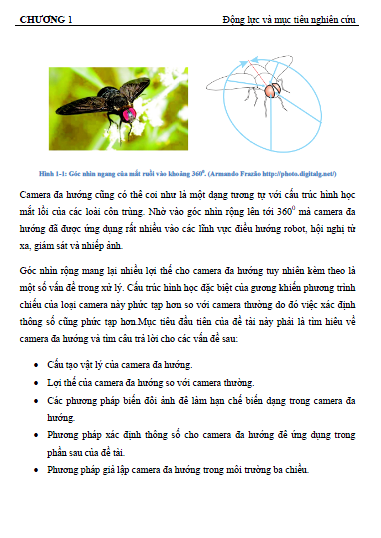 CHƯƠNG 1 Động lực và mục tiêu nghiên cứu
Hình 1-1: Góc nhìn ngang của mắt ruồi vào khoảng 360⁰. (Armando Frazão http://photo.digitalg.net/)
Camera đa hướng cũng có thể coi như là một dạng tương tự với cấu trúc hình học
mắt lồi của các loài côn trùng. Nhờ vào góc nhìn rộng lên tới 360⁰ mà camera đa
hướng đã được ứng dụng rất nhiều vào các lĩnh vực điều hướng robot, hội nghị từ
xa, giám sát và nhiếp ảnh.
Góc nhìn rộng mang lại nhiều lợi thế cho camera đa hướng tuy nhiên kèm theo là
một số vấn đề trong xử lý. Cấu trúc hình học đặc biệt của gương khiến phương trình
chiếu của loại camera này phức tạp hơn so với camera thường do đó việc xác định
thông số cũng phức tạp hơn.Mục tiêu đầu tiên của đề tài này phải là tìm hiểu về
camera đa hướng và tìm câu trả lời cho các vấn đề sau:
• Cấu tạo vật lý của camera đa hướng.
• Lợi thế của camera đa hướng so với camera thường.
• Các phương pháp biến đổi ảnh để làm hạn chế biến dạng trong camera đa
hướng.
• Phương pháp xác định thông số cho camera đa hướng để ứng dụng trong
phần sau của đề tài.
• Phương pháp giả lập camera đa hướng trong môi trường ba chiều.